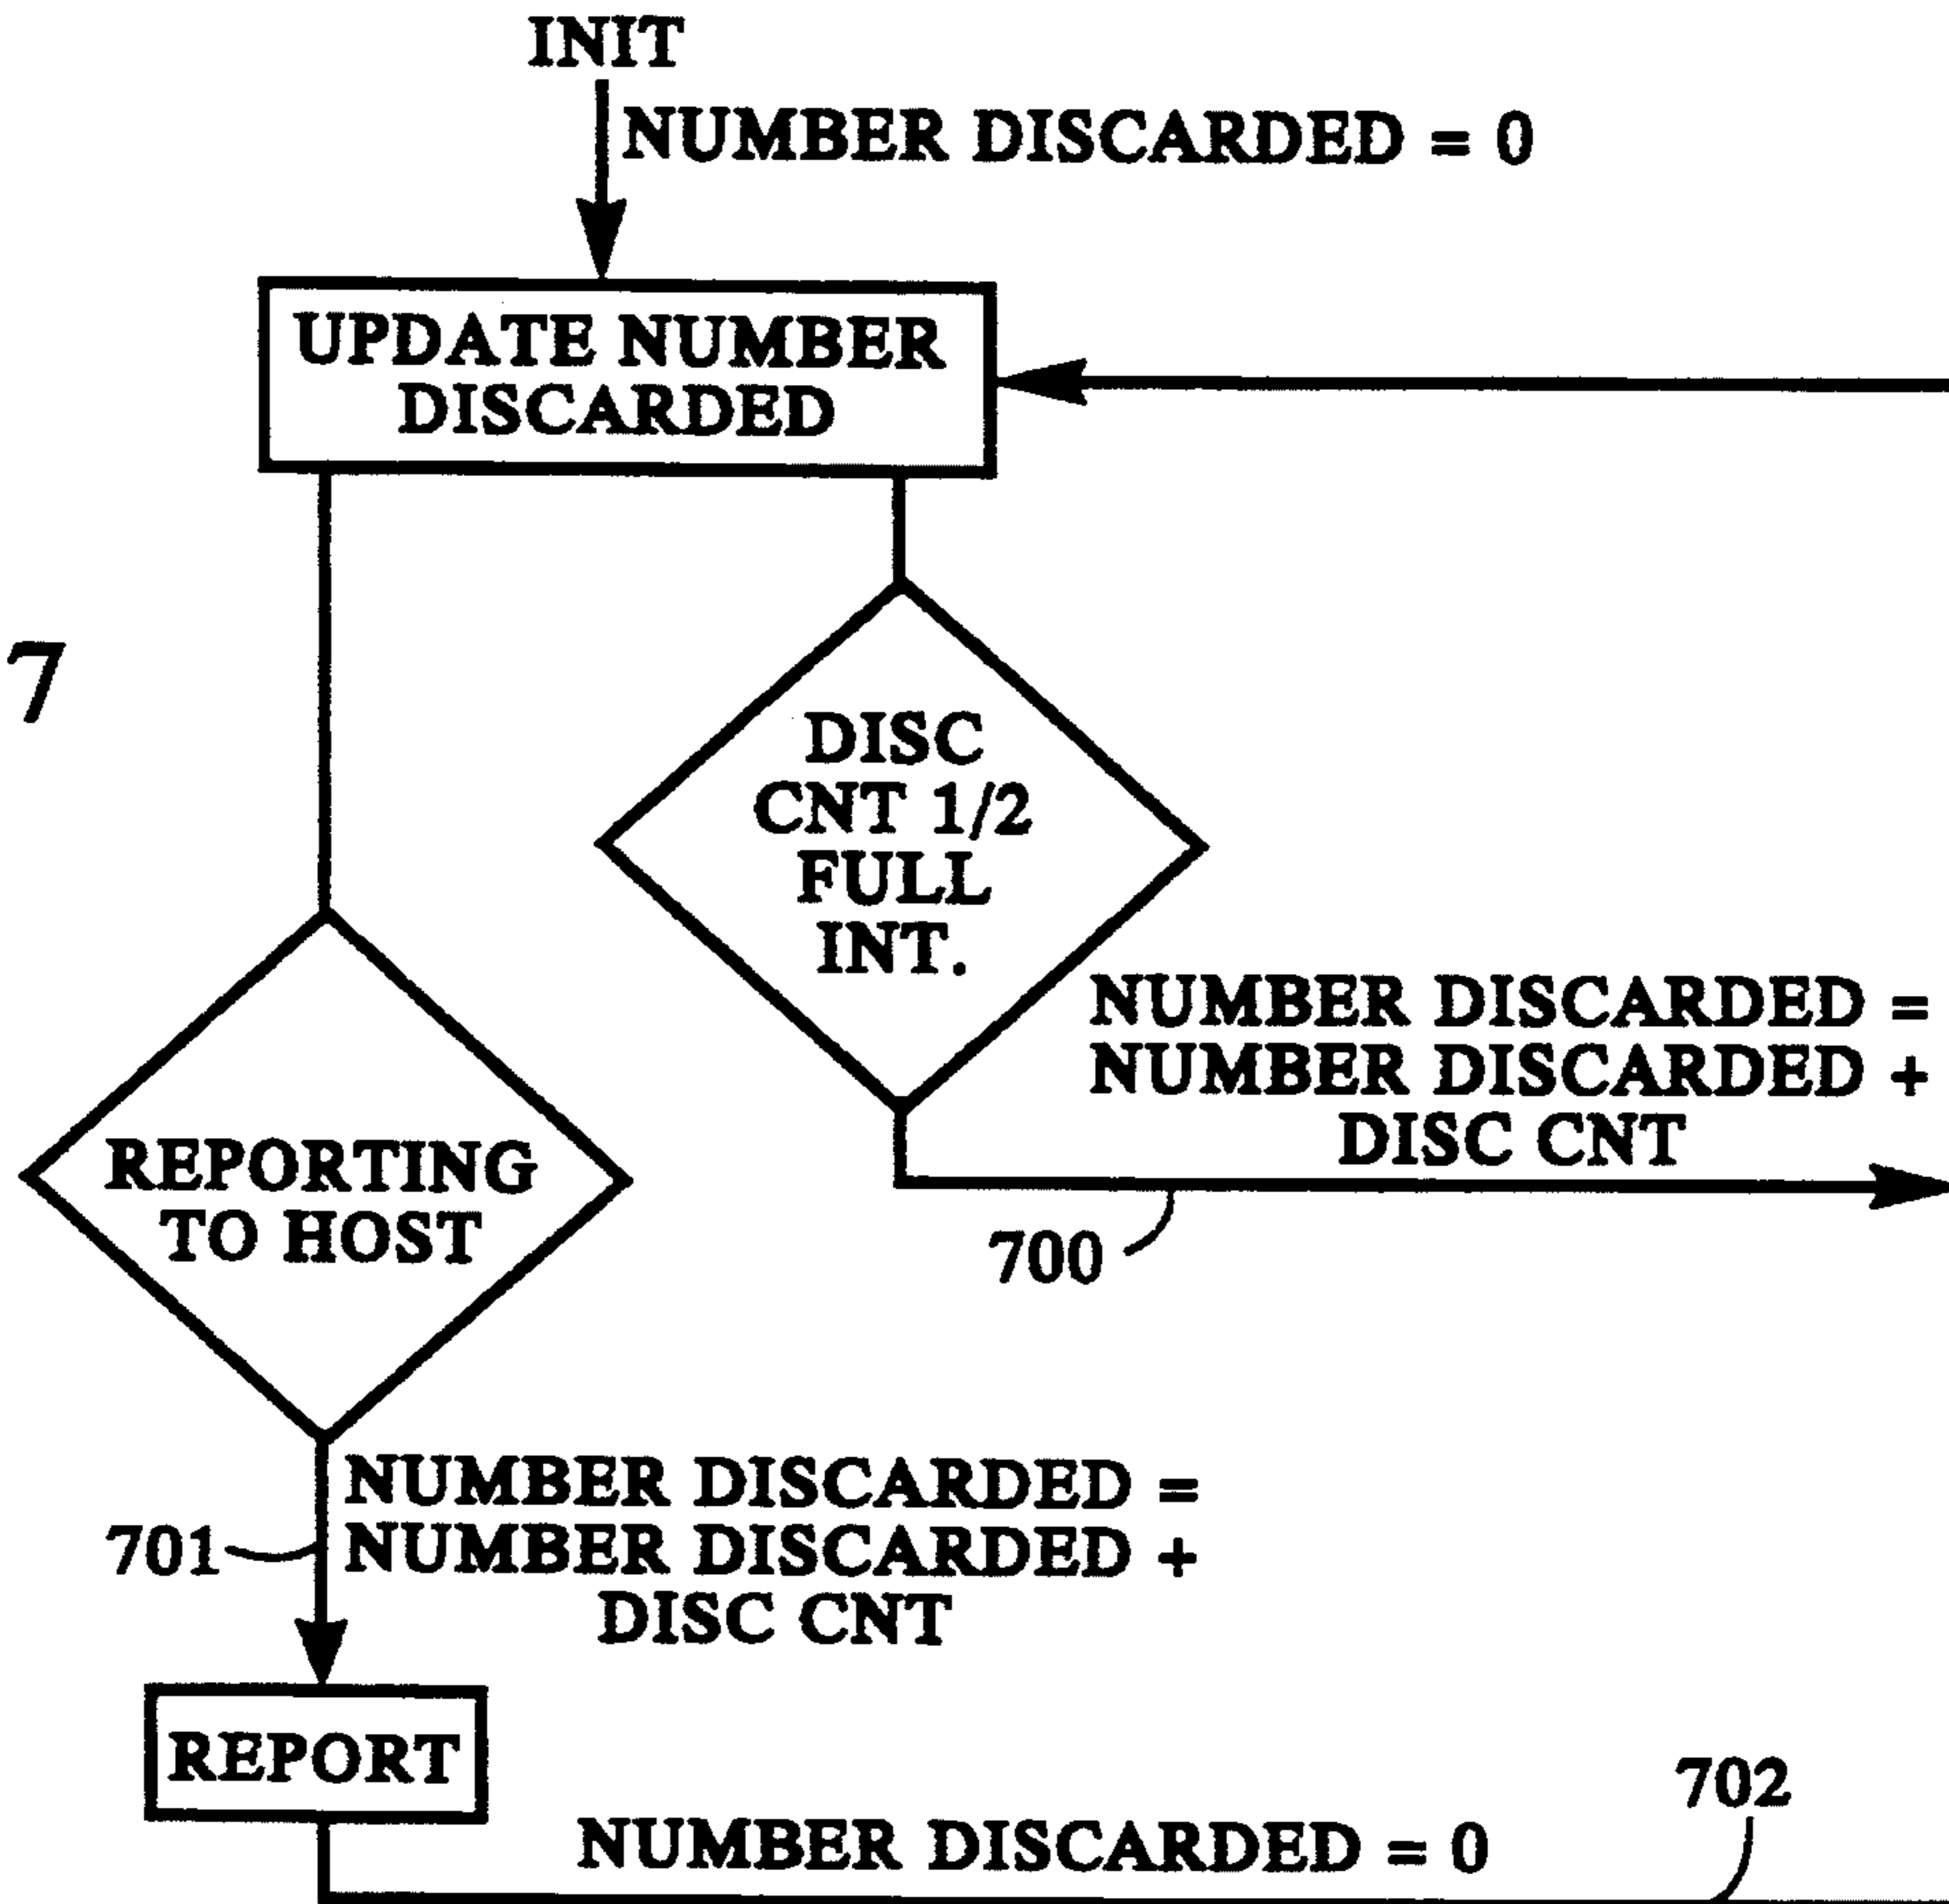 INIT
NUMBER DISCARDED = 0
UPDATE NUMBER
DISCARDED
7
DISC
CNT 1/2
FULL
INT.
NUMBER DISCARDED =
NUMBER DISCARDED +
DISC CNT
700
REPORTING
TO HOST
701
NUMBER DISCARDED =
NUMBER DISCARDED +
DISC CNT
REPORT
702
NUMBER DISCARDED = 0